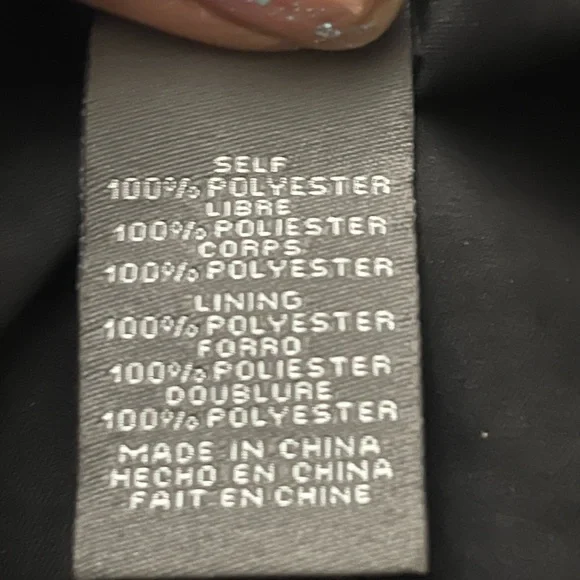 SELF
100% POLYESTER
LIBRE
100% POLIESTER
CORPS
100% POLYESTER
LINING
100% POLYESTER
FORRO
100% POLIESTER
DOUBLURE
100% POLYESTER
MADE IN CHINA
HECHO EN CHINA
FAIT EN CHINE